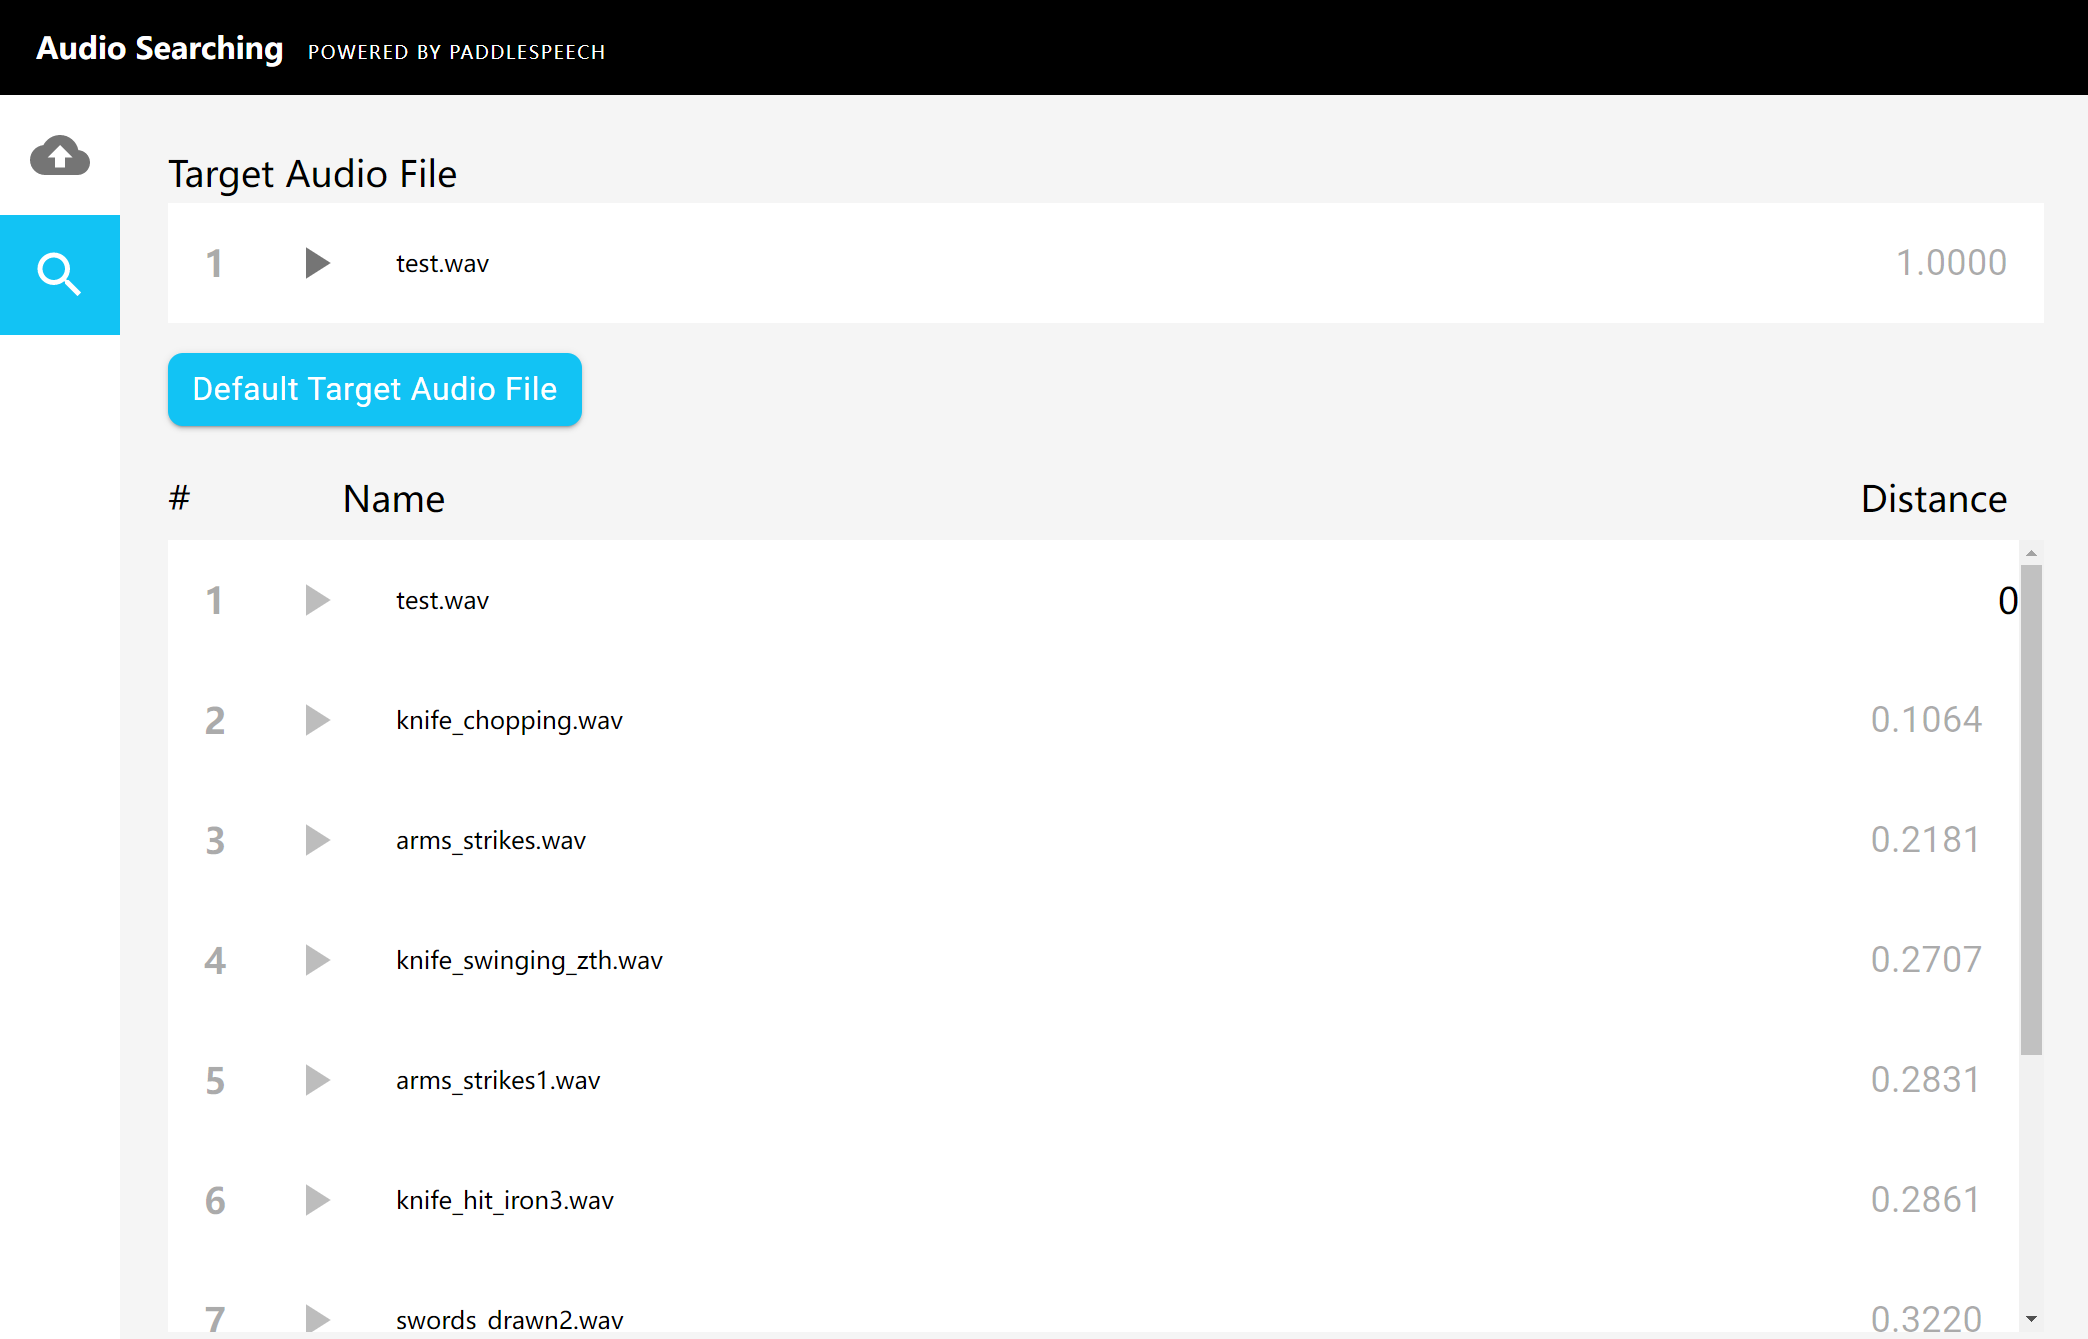 Audio Searching POWERED BY PADDLESPEECH
Target Audio File
1 test.wav 1.0000
Default Target Audio File
# Name Distance
1 test.wav 0
2 knife_chopping.wav 0.1064
3 arms_strikes.wav 0.2181
4 knife_swinging_zth.wav 0.2707
5 arms_strikes1.wav 0.2831
6 knife_hit_iron3.wav 0.2861
7 swords_drawn2.wav 0.3220